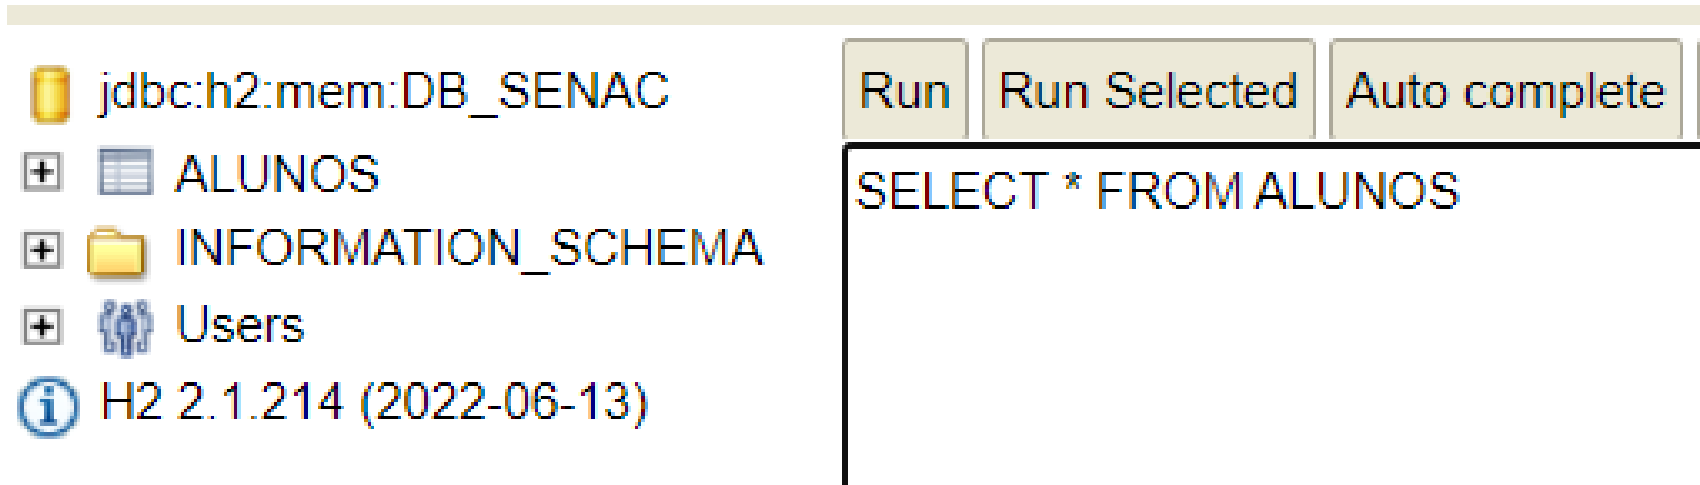 jdbc:h2:mem:DB_SENAC
ALUNOS
INFORMATION_SCHEMA
Users
H2 2.1.214 (2022-06-13)
Run
Run Selected
Auto complete
SELECT * FROM ALUNOS